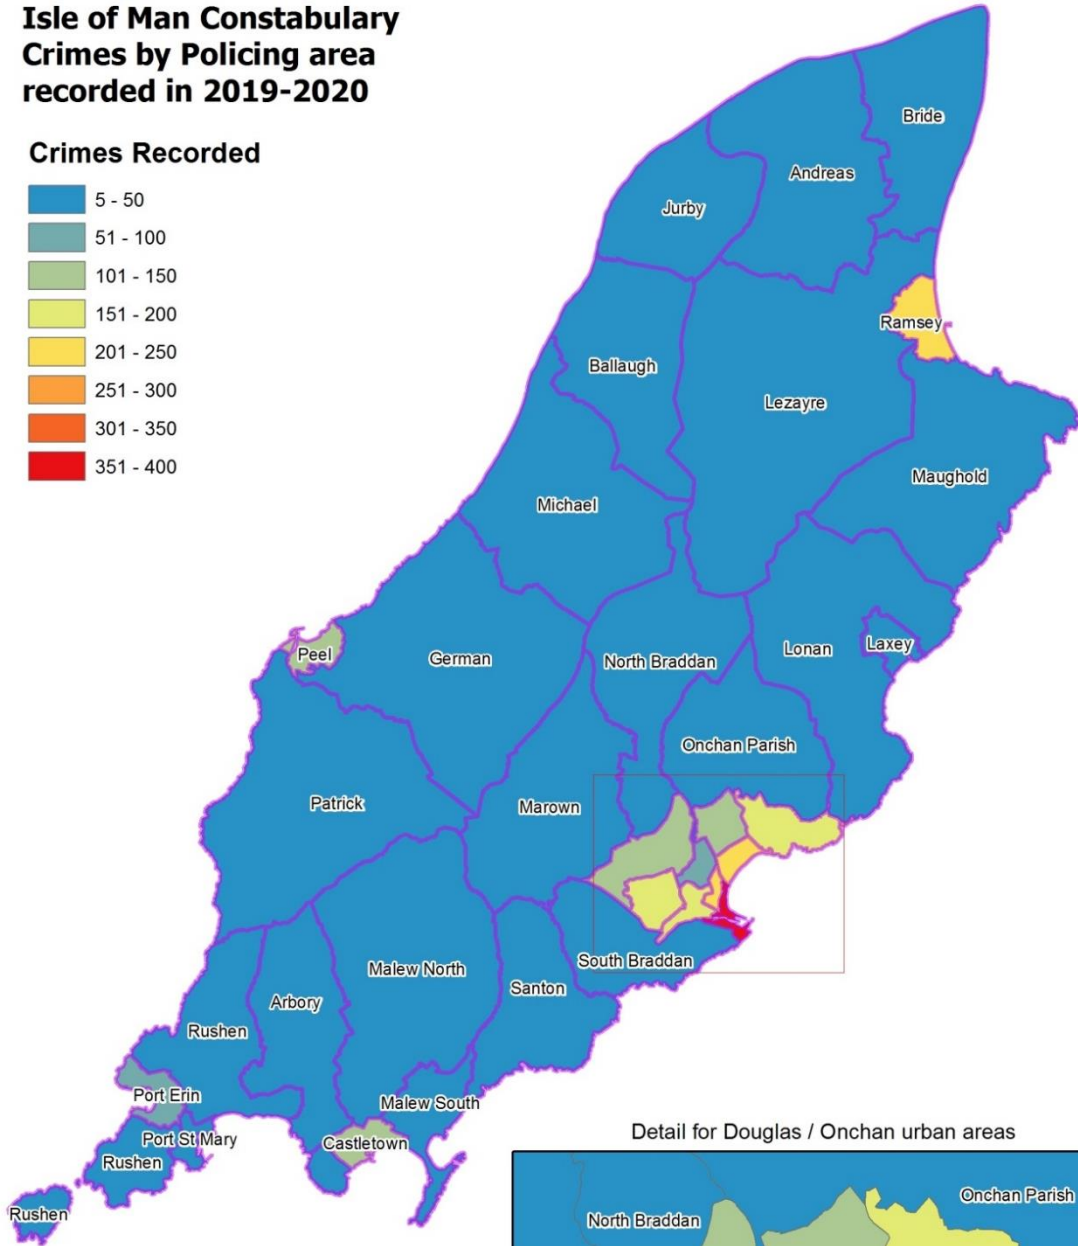 Isle of Man Constabulary
Crimes by Policing area
recorded in 2019-2020
Crimes Recorded
5 - 50
51 - 100
101 - 150
151 - 200
201 - 250
251 - 300
301 - 350
351 - 400
Bride
Andreas
Jurby
Ramsey
Ballaugh
Lezayre
Maughold
Michael
Peel
German
North Braddan
Lonan
Laxey
Onchan Parish
Patrick
Marown
South Braddan
Malew North
Santon
Arbory
Rushen
Port Erin
Malew South
Port St Mary
Castletown
Rushen
Rushen
Detail for Douglas / Onchan urban areas
Onchan Parish
North Braddan